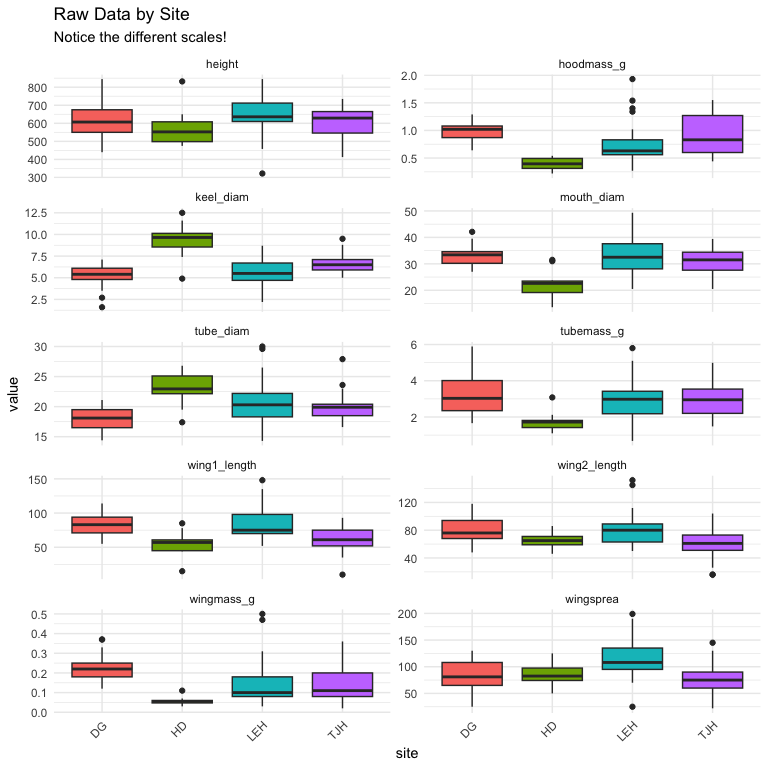 Raw Data by Site
Notice the different scales!
height
hoodmass_g
800
700
600
500
400
300
2.0
1.5
1.0
0.5
keel_diam
mouth_diam
12.5
10.0
7.5
5.0
2.5
50
40
30
20
tube_diam
tubemass_g
30
25
20
15
6
4
2
value
wing1_length
wing2_length
150
100
50
120
80
40
wingmass_g
wingsprea
0.5
0.4
0.3
0.2
0.1
0.0
200
150
100
50
DG
HD
LEH
TJH
DG
HD
LEH
TJH
site